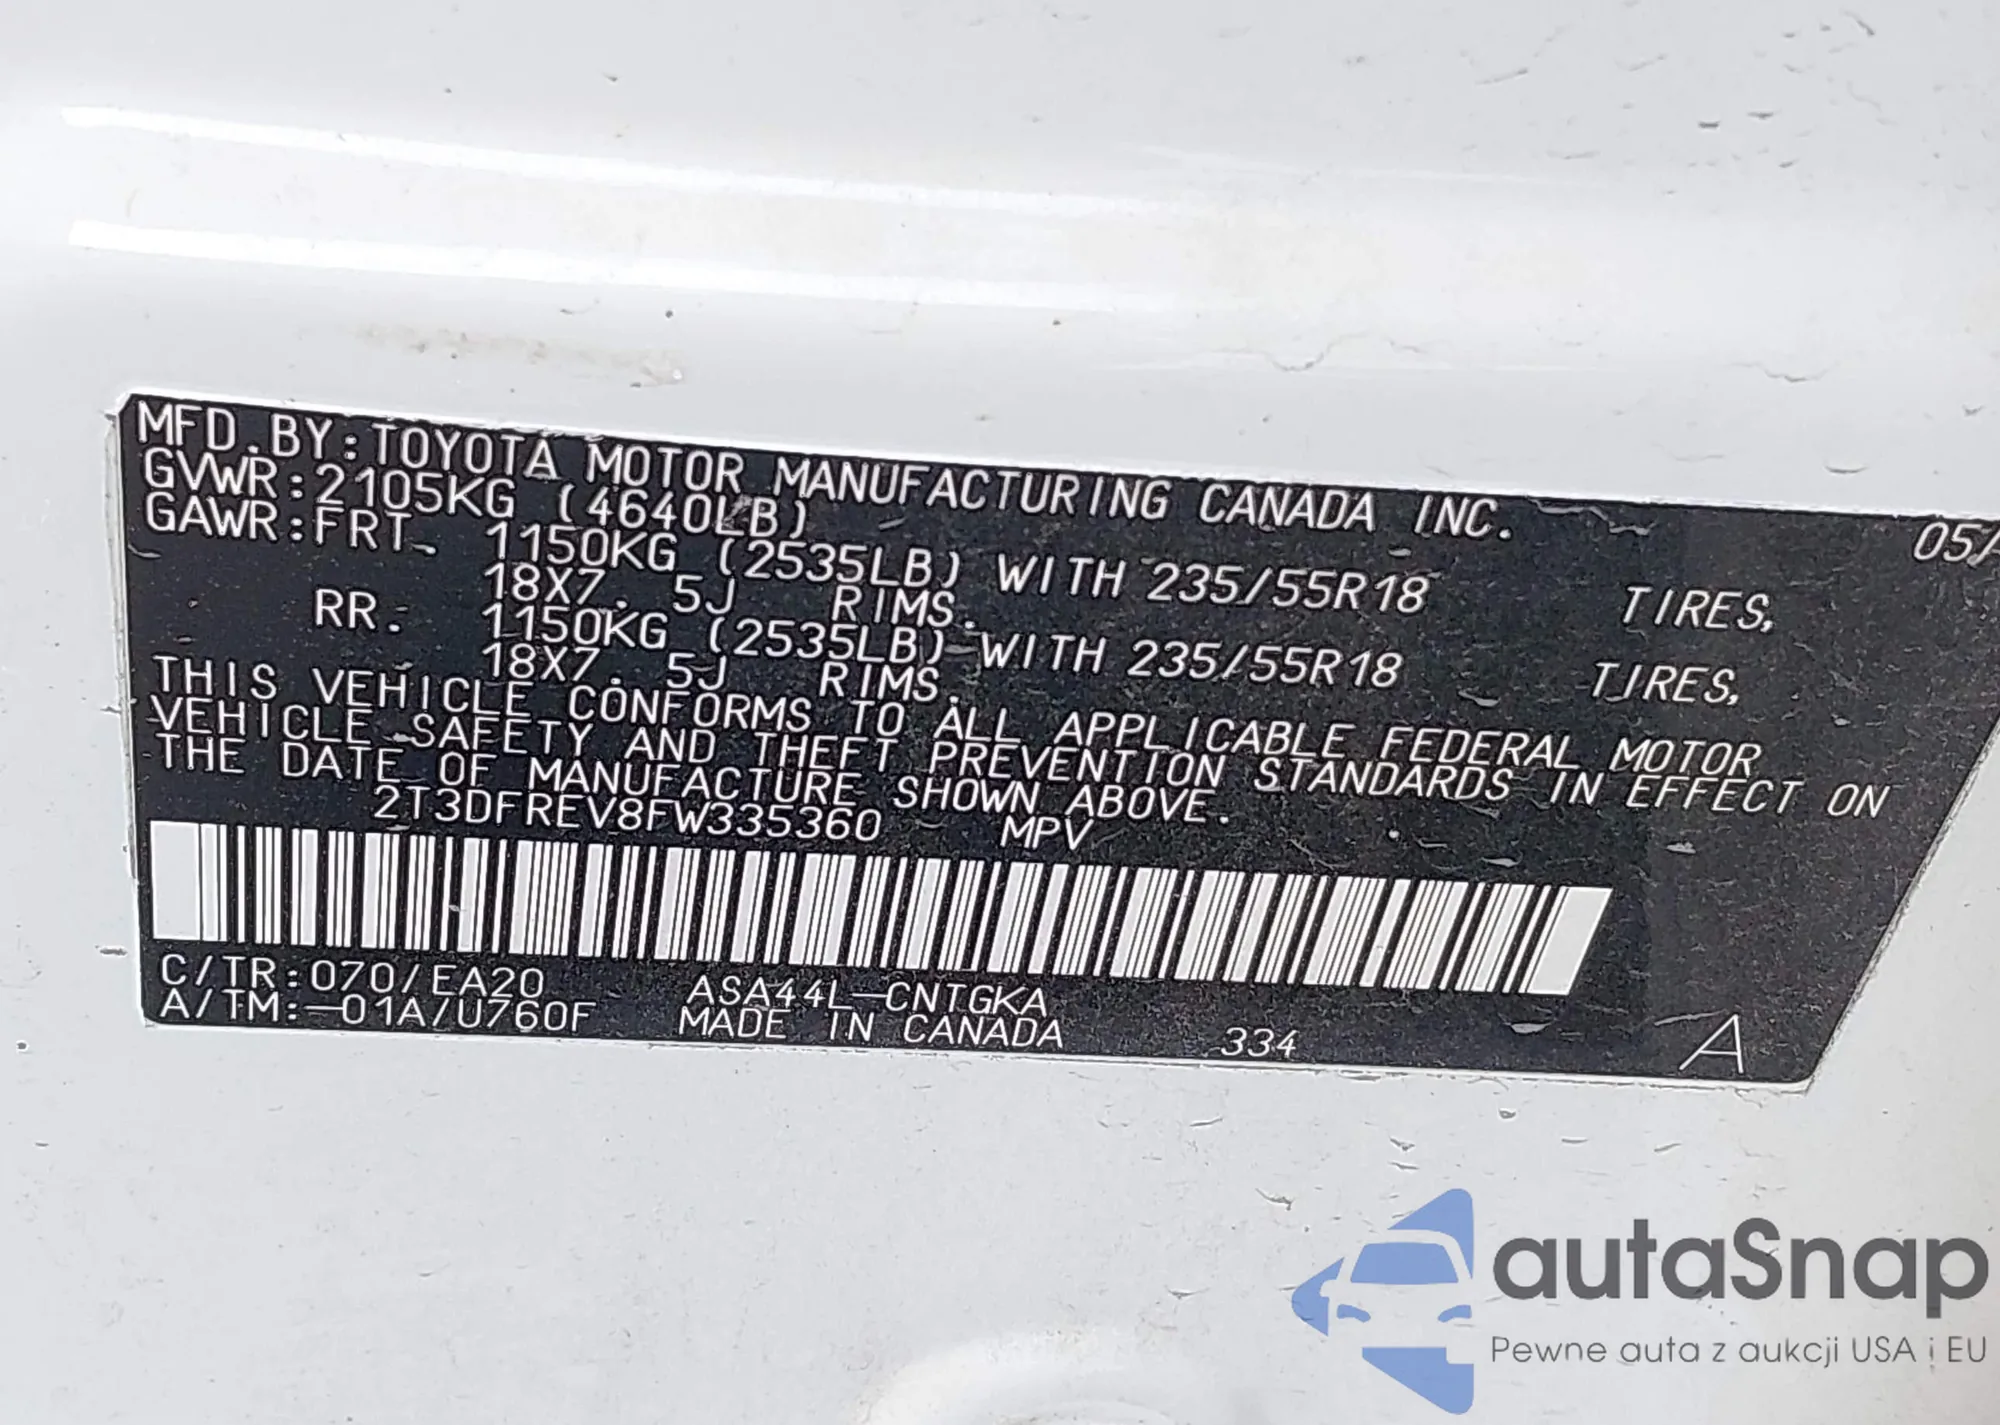 MFD.BY:TOYOTA MOTOR MANUFACTURING CANADA INC. 05/
GVWR:2105KG (4640LB)
GAWR:FRT. 1150KG (2535LB) WITH 235/55R18 TIRES,
18X7.5J RIMS.
RR. 1150KG (2535LB) WITH 235/55R18 TIRES,
18X7.5J RIMS.
THIS VEHICLE CONFORMS TO ALL APPLICABLE FEDERAL MOTOR
VEHICLE SAFETY AND THEFT PREVENTION STANDARDS IN EFFECT ON
THE DATE OF MANUFACTURE SHOWN ABOVE.
2T3DFREV8FW335360 MPV
C/TR:070/EA20 ASA44L-CNTGKA
A/TM:-01A/U760F MADE IN CANADA 334 A
autaSnap
Pewne auta z aukcji USA i EU